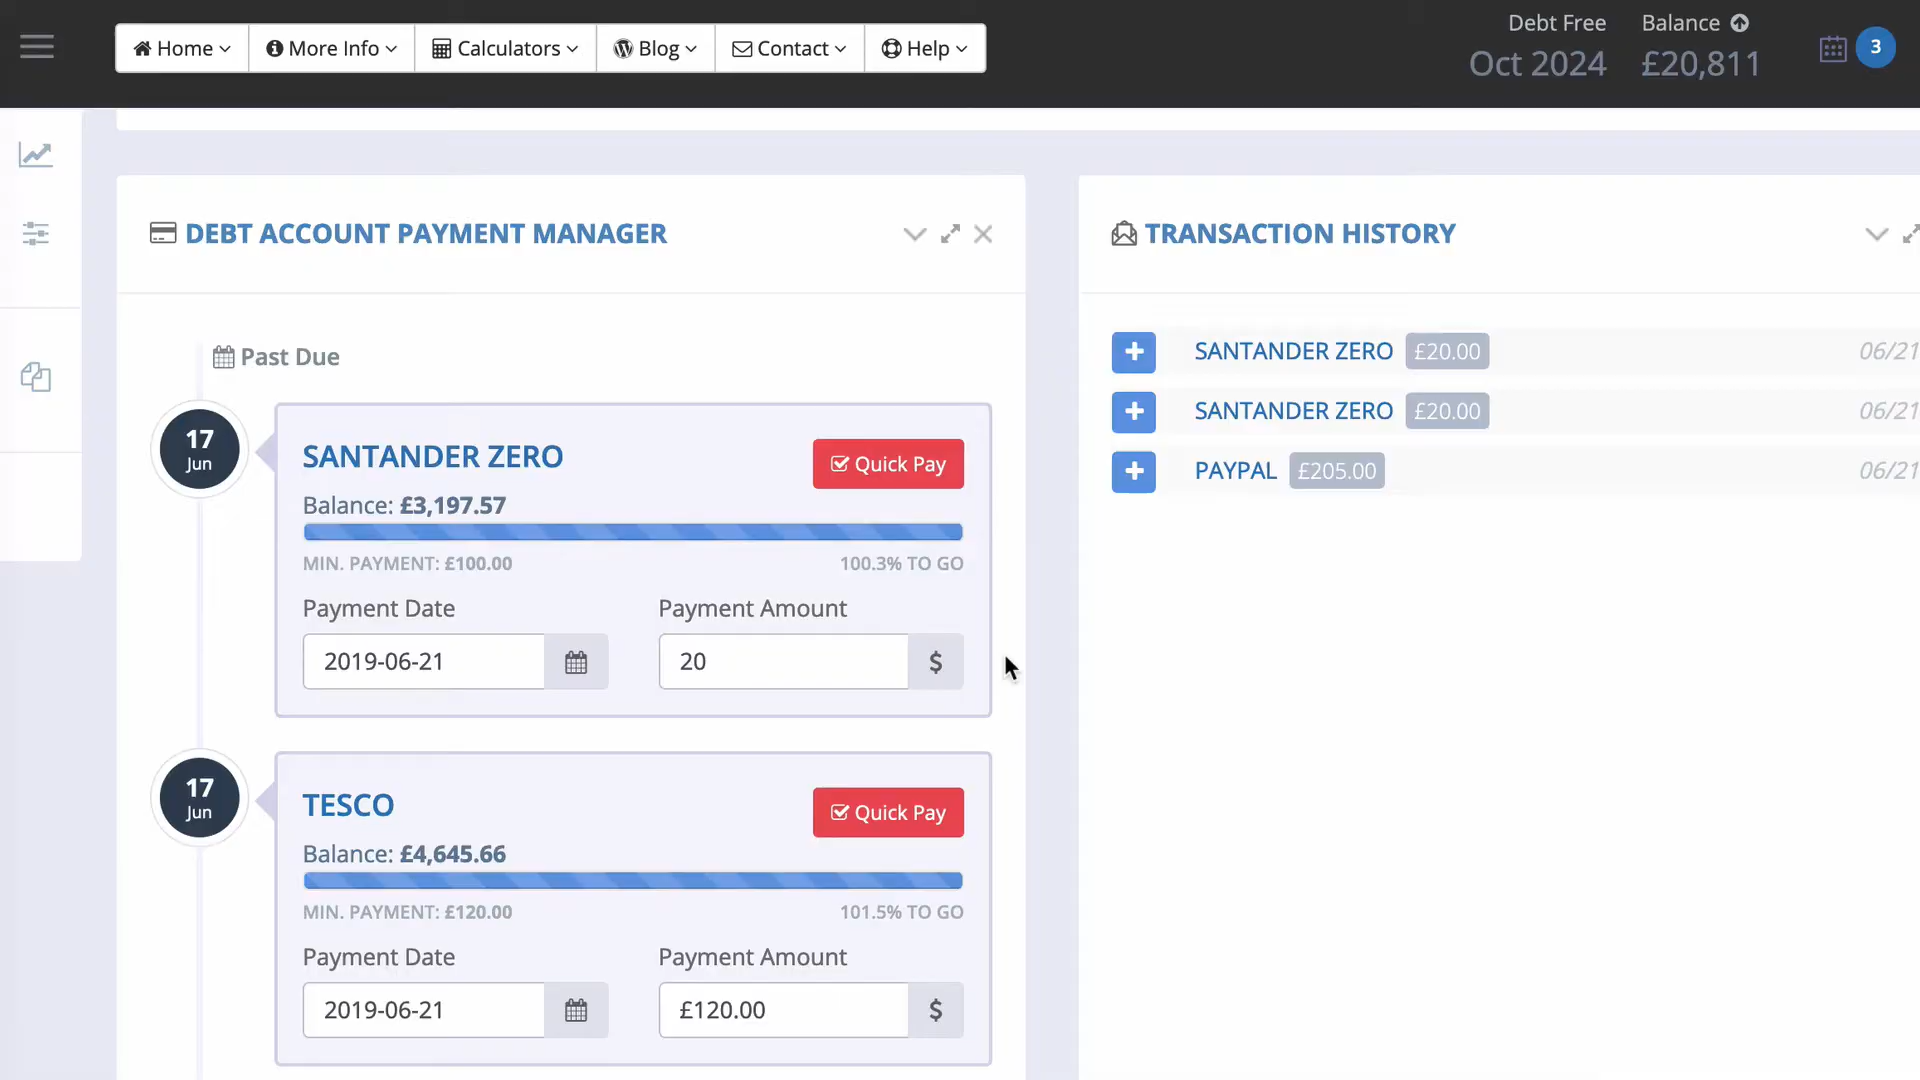 Home
More Info
Calculators
Blog
Contact
Help
Debt Free
Oct 2024
Balance
£20,811
3
DEBT ACCOUNT PAYMENT MANAGER
Past Due
17
Jun
SANTANDER ZERO
Quick Pay
Balance: £3,197.57
MIN. PAYMENT: £100.00
100.3% TO GO
Payment Date
Payment Amount
2019-06-21
20
$
17
Jun
TESCO
Quick Pay
Balance: £4,645.66
MIN. PAYMENT: £120.00
101.5% TO GO
Payment Date
Payment Amount
2019-06-21
£120.00
$
TRANSACTION HISTORY
SANTANDER ZERO £20.00 06/21
SANTANDER ZERO £20.00 06/21
PAYPAL £205.00 06/21